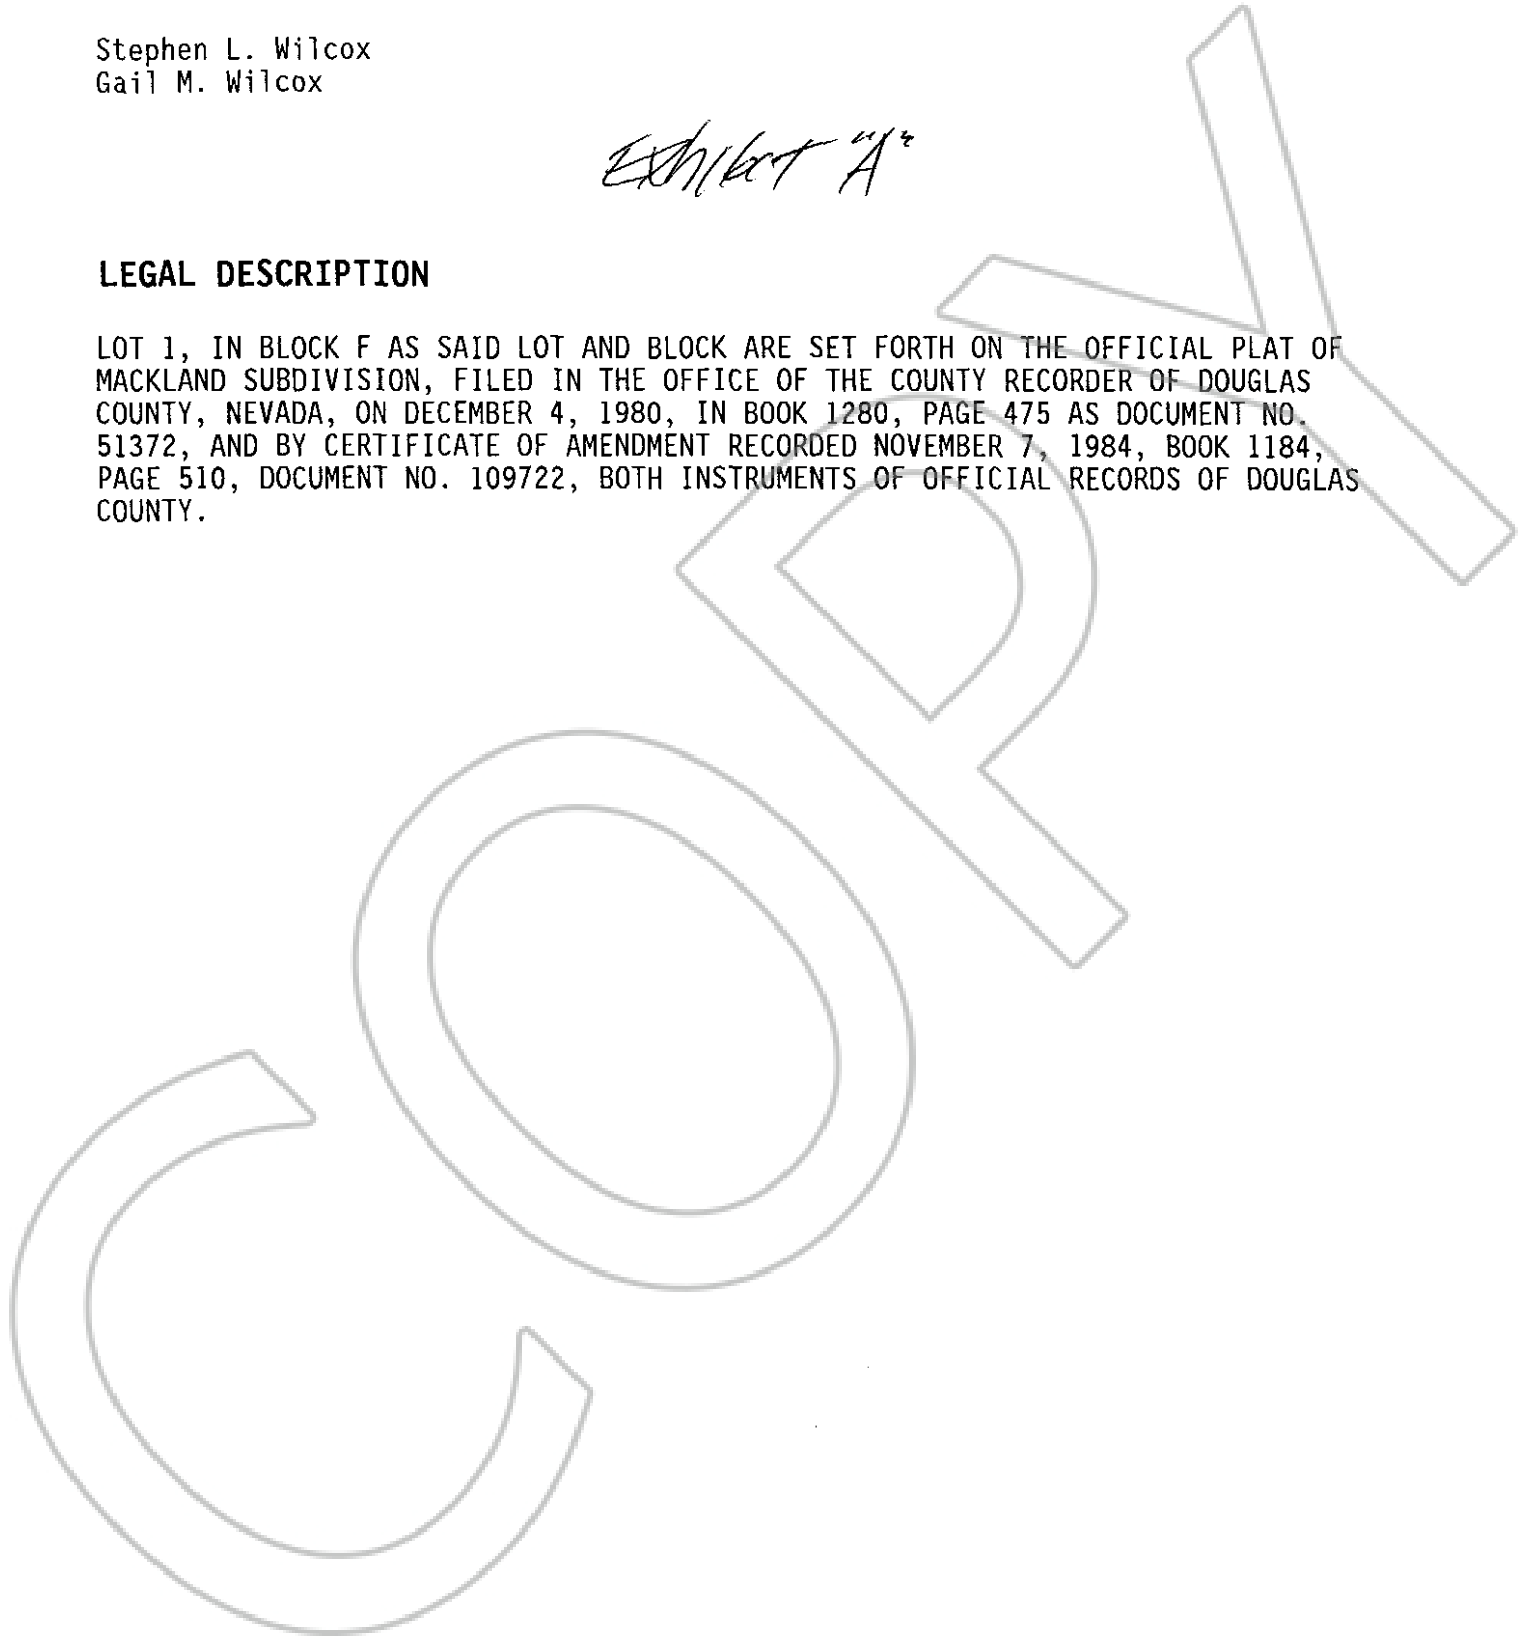 Stephen L. Wilcox
Gail M. Wilcox
Exhibit "A"
LEGAL DESCRIPTION
LOT 1, IN BLOCK F AS SAID LOT AND BLOCK ARE SET FORTH ON THE OFFICIAL PLAT OF
MACKLAND SUBDIVISION, FILED IN THE OFFICE OF THE COUNTY RECORDER OF DOUGLAS
COUNTY, NEVADA, ON DECEMBER 4, 1980, IN BOOK 1280, PAGE 475 AS DOCUMENT NO.
51372, AND BY CERTIFICATE OF AMENDMENT RECORDED NOVEMBER 7, 1984, BOOK 1184,
PAGE 510, DOCUMENT NO. 109722, BOTH INSTRUMENTS OF OFFICIAL RECORDS OF DOUGLAS
COUNTY.
COPY